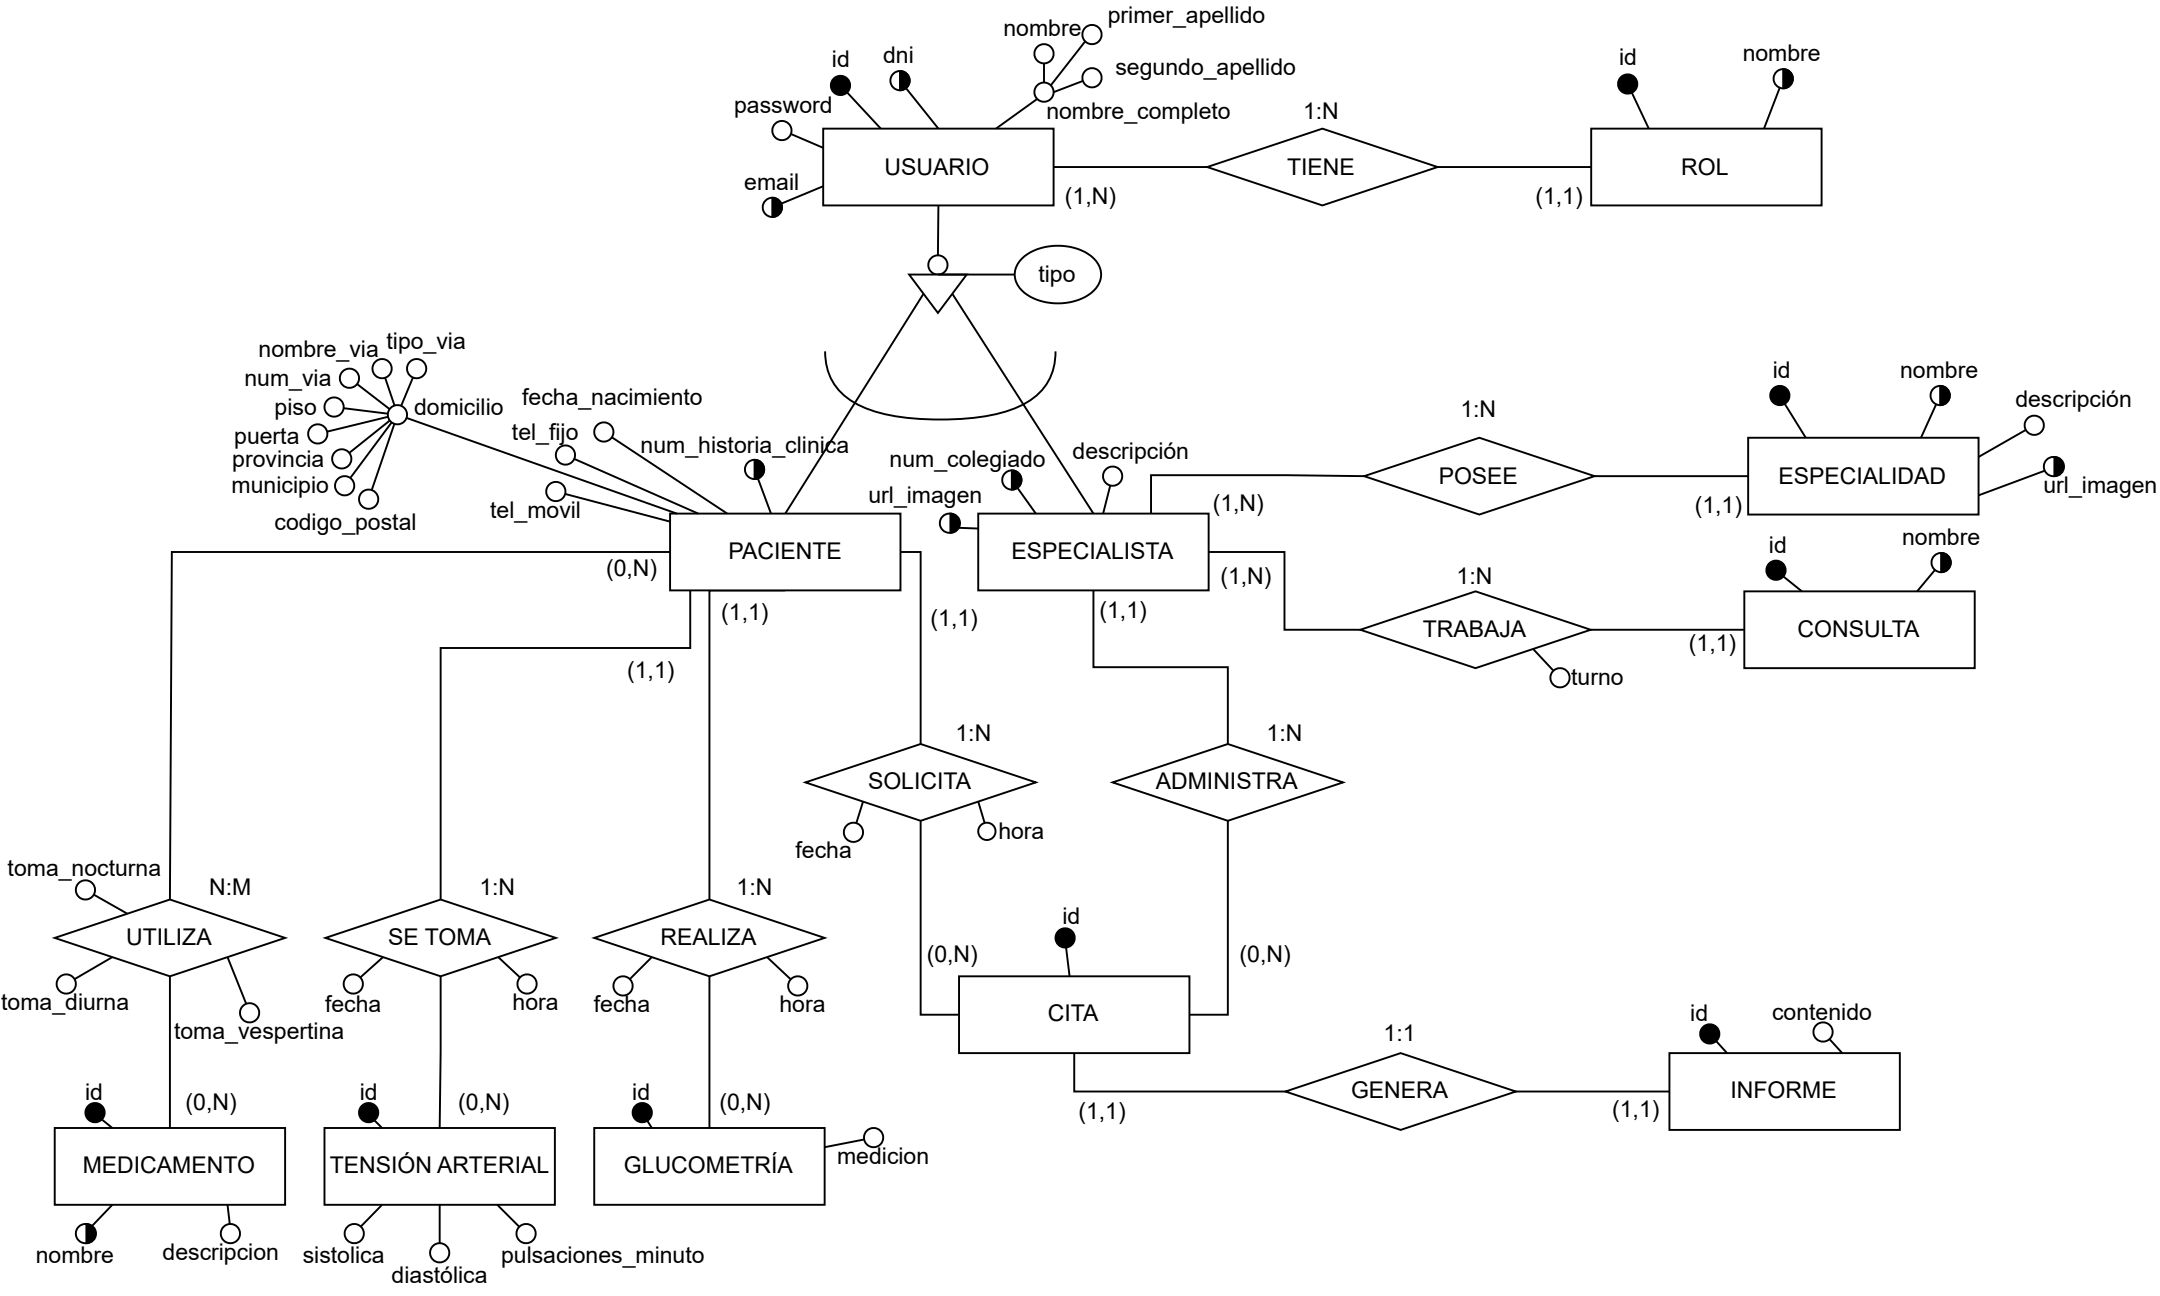 primer_apellido
nombre
segundo_apellido
nombre_completo
id
dni
password
email
USUARIO
(1,N)
1:N
TIENE
(1,1)
id
nombre
ROL
tipo
nombre_via
tipo_via
num_via
piso
puerta
provincia
municipio
codigo_postal
domicilio
fecha_nacimiento
tel_fijo
num_historia_clinica
tel_movil
PACIENTE
(0,N)
(1,1)
(1,1)
(1,1)
num_colegiado
descripción
url_imagen
ESPECIALISTA
(1,N)
(1,N)
(1,1)
1:N
POSEE
(1,1)
id
nombre
descripción
url_imagen
ESPECIALIDAD
1:N
TRABAJA
turno
(1,1)
id
nombre
CONSULTA
1:N
SOLICITA
fecha
hora
(0,N)
1:N
ADMINISTRA
(0,N)
toma_nocturna
N:M
UTILIZA
toma_diurna
toma_vespertina
(0,N)
1:N
SE TOMA
fecha
hora
(0,N)
1:N
REALIZA
fecha
hora
(0,N)
id
CITA
(1,1)
1:1
GENERA
(1,1)
id
contenido
INFORME
id
MEDICAMENTO
nombre
descripcion
id
TENSIÓN ARTERIAL
sistolica
diastólica
pulsaciones_minuto
id
GLUCOMETRÍA
medicion